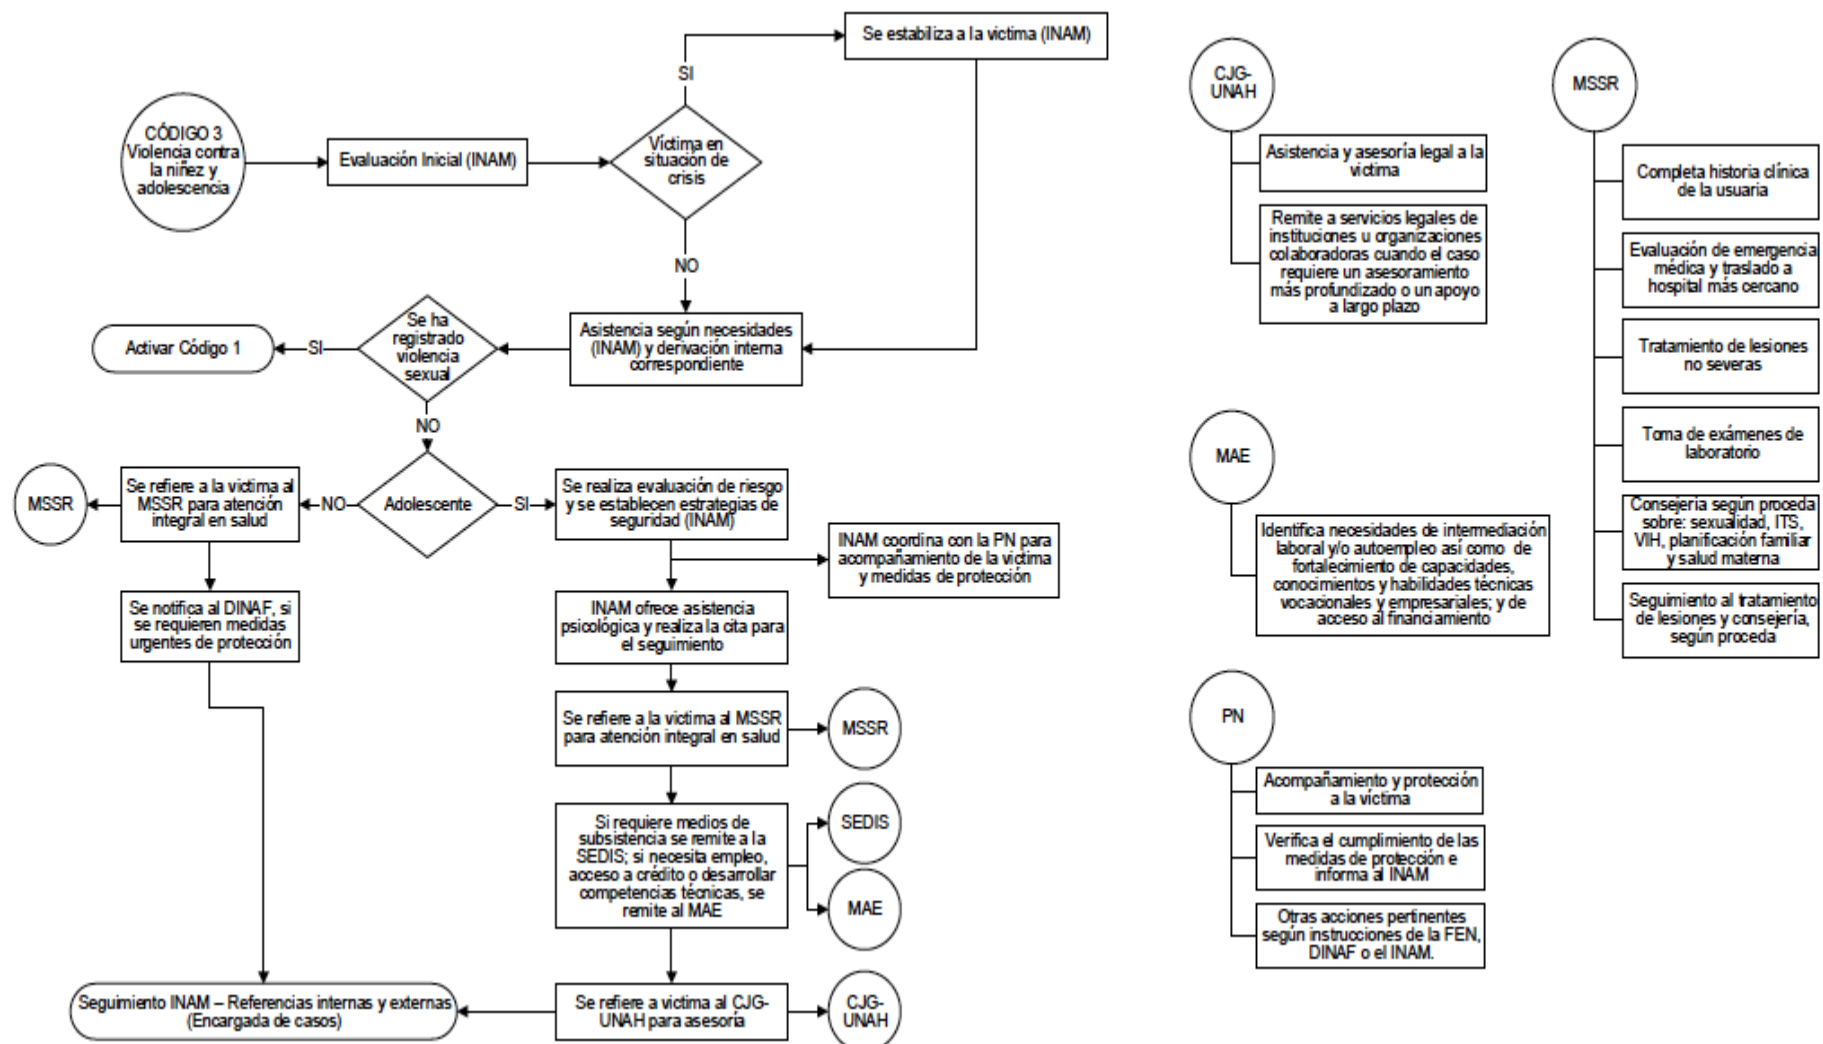 Se estabiliza a la victima (INAM)
SI
CÓDIGO 3
Violencia contra
la niñez y
adolescencia
Evaluación Inicial (INAM)
Víctima en
situación de
crisis
NO
Asistencia según necesidades
(INAM) y derivación interna
correspondiente
Se ha
registrado
violencia
sexual
SI
Activar Código 1
NO
Adolescente
NO
Se refiere a la victima al
MSSR para atención
integral en salud
MSSR
Se notifica al DINAF, si
se requieren medidas
urgentes de protección
SI
Se realiza evaluación de riesgo
y se establecen estrategias de
seguridad (INAM)
INAM coordina con la PN para
acompañamiento de la víctima
y medidas de protección
INAM ofrece asistencia
psicológica y realiza la cita para
el seguimiento
Se refiere a la victima al MSSR
para atención integral en salud
MSSR
Si requiere medios de
subsistencia se remite a la
SEDIS; si necesita empleo,
acceso a crédito o desarrollar
competencias técnicas, se
remite al MAE
SEDIS
MAE
Se refiere a victima al CJG-
UNAH para asesoría
CJG-
UNAH
Seguimiento INAM – Referencias internas y externas
(Encargada de casos)
CJG-
UNAH
Asistencia y asesoría legal a la
víctima
Remite a servicios legales de
instituciones u organizaciones
colaboradoras cuando el caso
requiere un asesoramiento
más profundizado o un apoyo
a largo plazo
MAE
Identifica necesidades de intermediación
laboral y/o autoempleo así como de
fortalecimiento de capacidades,
conocimientos y habilidades técnicas
vocacionales y empresariales; y de
acceso al financiamiento
PN
Acompañamiento y protección
a la víctima
Verifica el cumplimiento de las
medidas de protección e
informa al INAM
Otras acciones pertinentes
según instrucciones de la FEN,
DINAF o el INAM.
MSSR
Completa historia clínica
de la usuaria
Evaluación de emergencia
médica y traslado a
hospital más cercano
Tratamiento de lesiones
no severas
Toma de exámenes de
laboratorio
Consejería según proceda
sobre: sexualidad, ITS,
VIH, planificación familiar
y salud materna
Seguimiento al tratamiento
de lesiones y consejería,
según proceda